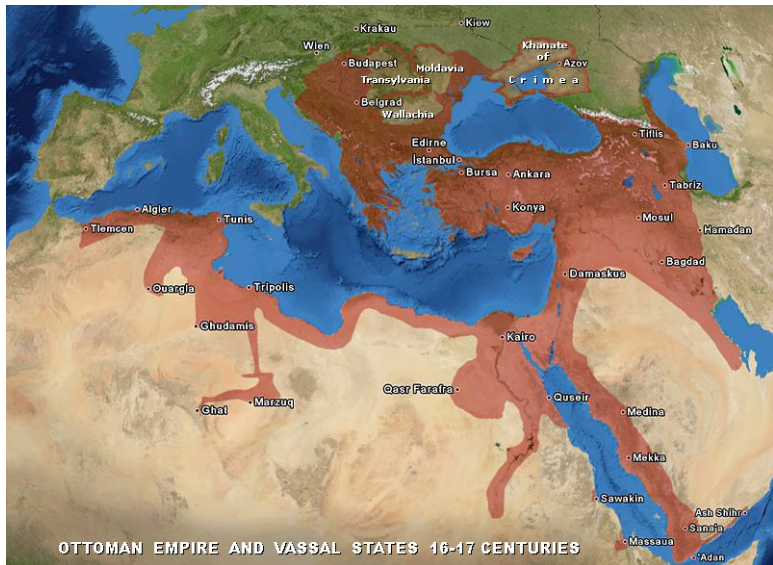 Kiew
Krakau
Wien
Khanate
of
Crimea
Azov
Budapest
Moldavia
Transylvania
Belgrad
Wallachia
Edirne
İstanbul
Bursa
Ankara
Tiflis
Baku
Tabriz
Konya
Mosul
Hamadan
Algier
Tunis
Tlemcen
Bagdad
Damaskus
Ouargla
Tripolis
Ghudamis
Kairo
Qasr Farafra
Quseir
Marzuq
Ghat
Medina
Mekka
Sawakin
Ash Shihr
Sana'a
Massaua
'Adan
OTTOMAN EMPIRE AND VASSAL STATES 16-17 CENTURIES